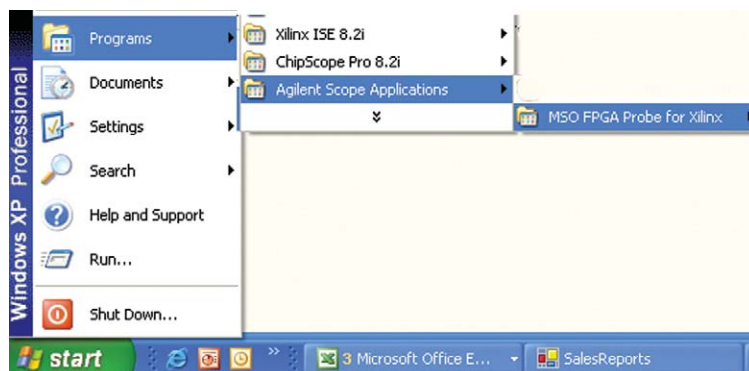 Windows XP Professional
Programs
Documents
Settings
Search
Help and Support
Run...
Shut Down...
Xilinx ISE 8.2i
ChipScope Pro 8.2i
Agilent Scope Applications
MSO FPGA Probe for Xilinx
start
3 Microsoft Office E...
SalesReports